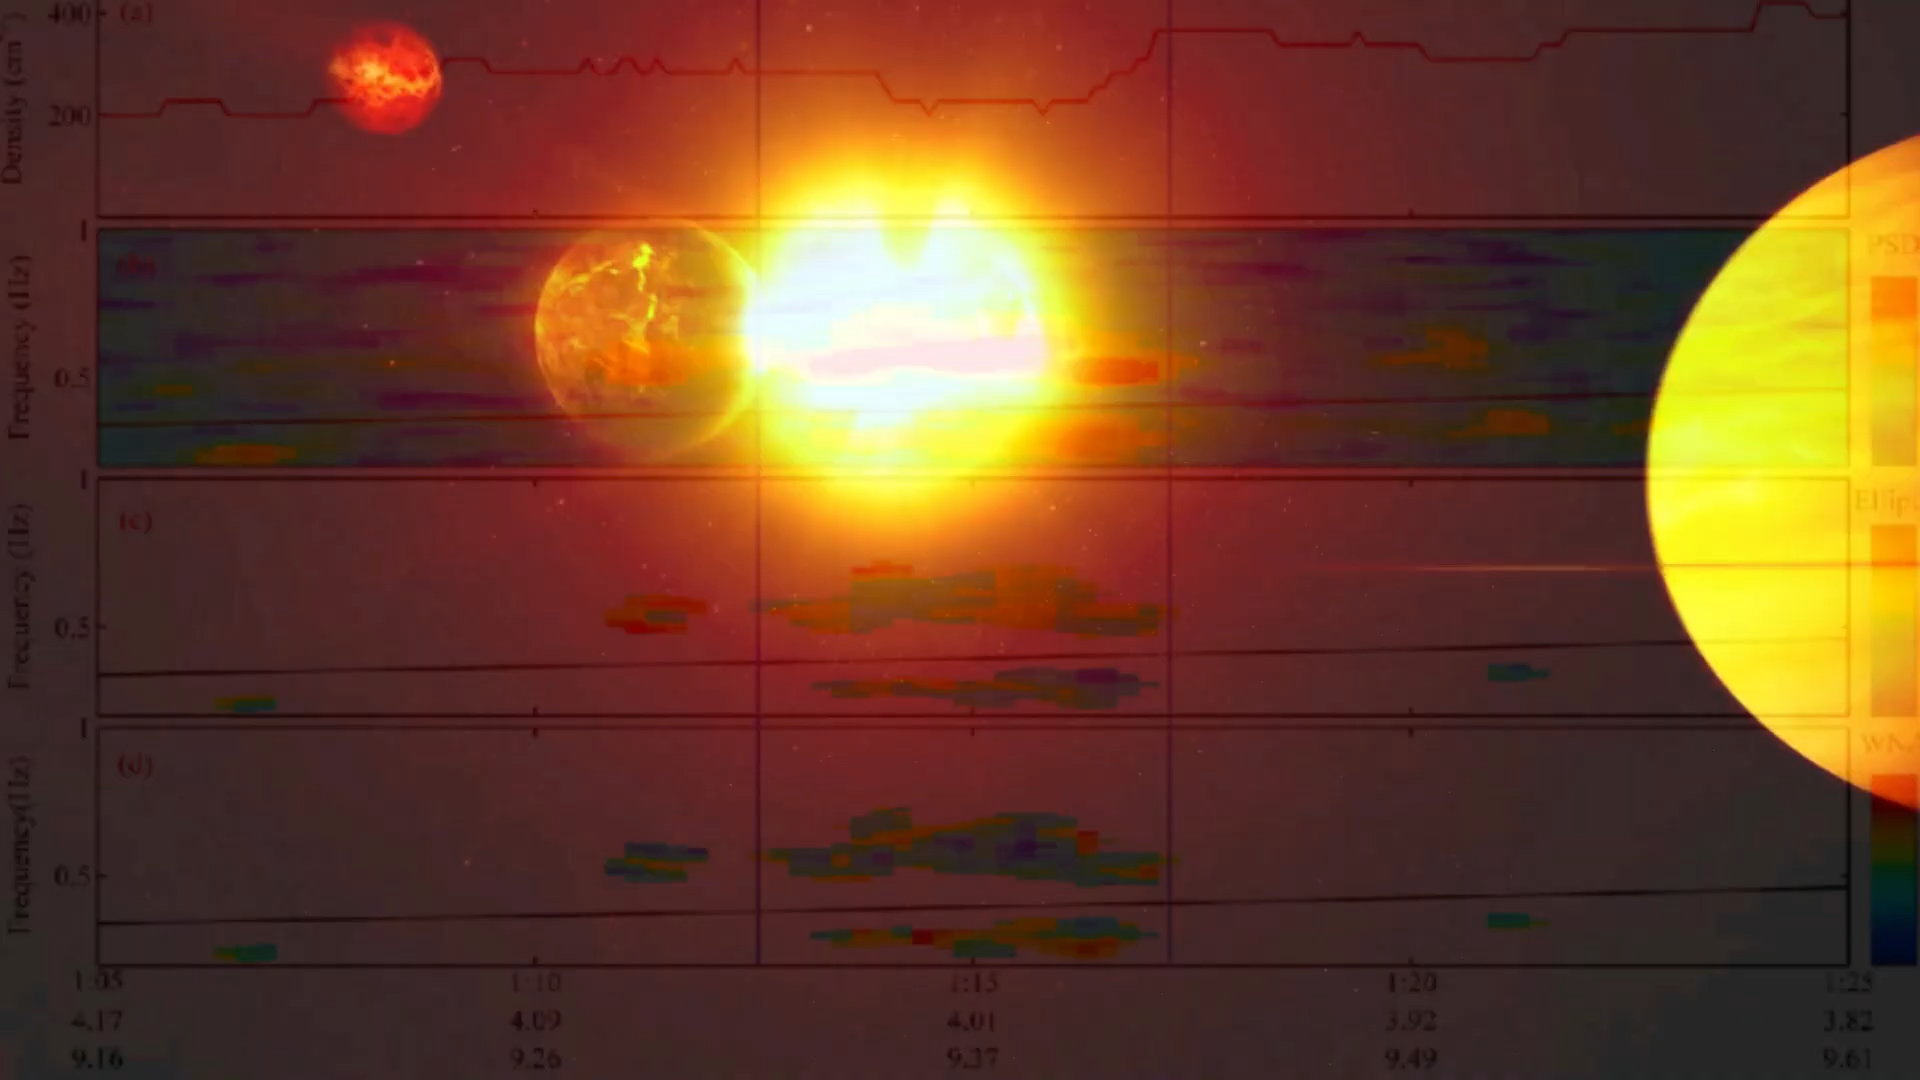 400
(a)
Density (cm
200
1
Frequency (Hz)
0.5
PSD
1
(c)
Frequency (Hz)
0.5
1
(d)
Frequency(Hz)
0.5
1:05 1:10 1:15 1:20 1:25
4.17 4.09 4.01 3.92 3.82
9.16 9.26 9.37 9.49 9.61